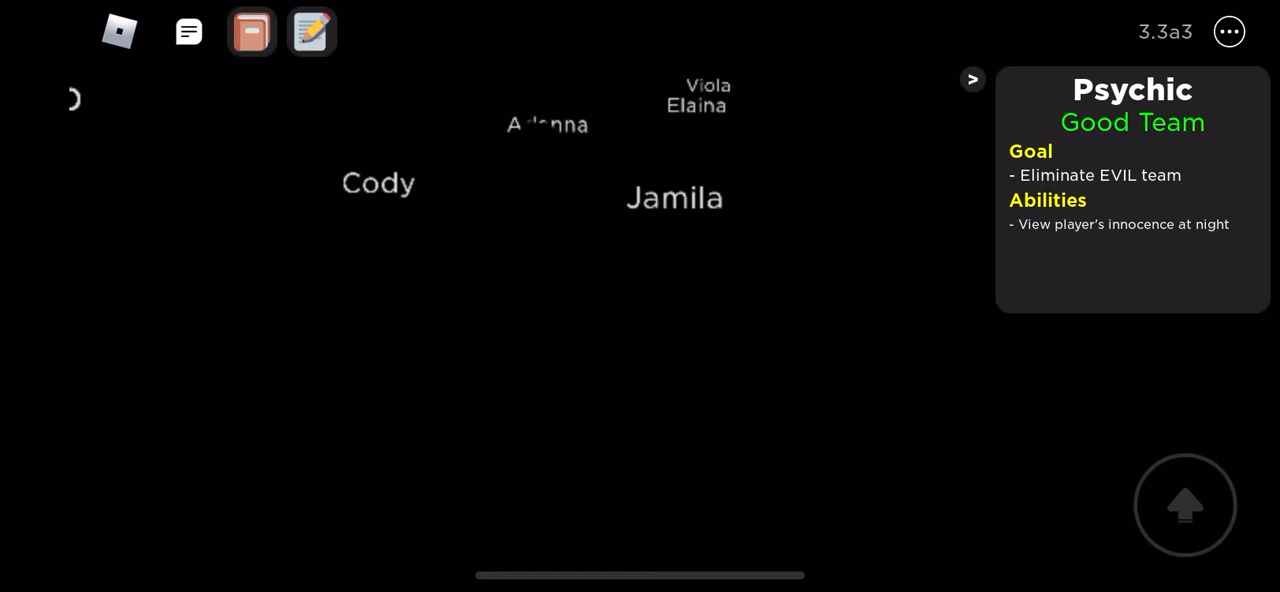 3.3a3
Viola
Elaina
Cody
Jamila
>
Psychic
Good Team
Goal
- Eliminate EVIL team
Abilities
- View player's innocence at night